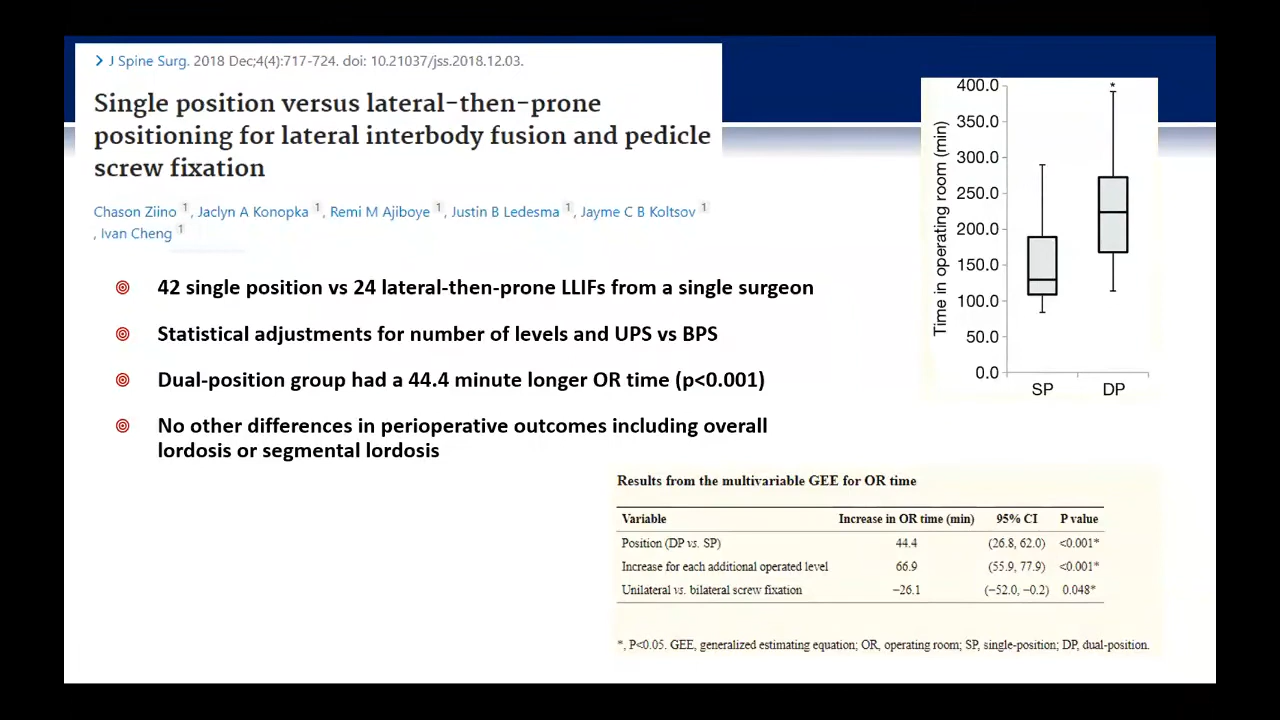 > J Spine Surg. 2018 Dec;4(4):717-724. doi: 10.21037/jss.2018.12.03.
Single position versus lateral-then-prone
positioning for lateral interbody fusion and pedicle
screw fixation
Chason Ziino 1, Jaclyn A Konopka 1, Remi M Ajiboye 1, Justin B Ledesma 1, Jayme C B Koltsov 1
, Ivan Cheng 1
42 single position vs 24 lateral-then-prone LLIFs from a single surgeon
Statistical adjustments for number of levels and UPS vs BPS
Dual-position group had a 44.4 minute longer OR time (p<0.001)
No other differences in perioperative outcomes including overall
lordosis or segmental lordosis
Time in operating room (min)
*
400.0
350.0
300.0
250.0
200.0
150.0
100.0
50.0
0.0
SP DP
Results from the multivariable GEE for OR time
Variable Increase in OR time (min) 95% CI P value
Position (DP vs. SP) 44.4 (26.8, 62.0) <0.001*
Increase for each additional operated level 66.9 (55.9, 77.9) <0.001*
Unilateral vs. bilateral screw fixation −26.1 (−52.0, −0.2) 0.048*
*, P<0.05. GEE, generalized estimating equation; OR, operating room; SP, single-position; DP, dual-position.